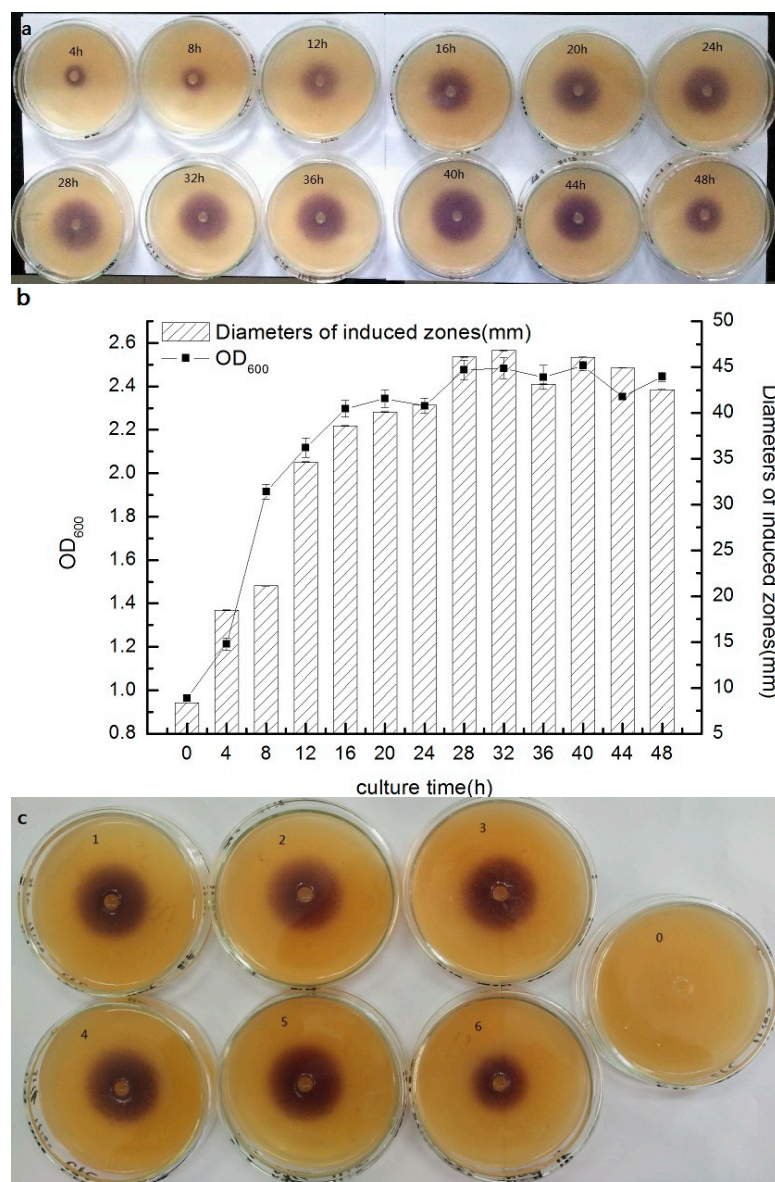 a
4h 8h 12h 16h 20h 24h
28h 32h 36h 40h 44h 48h
b
Diameters of induced zones(mm)
OD600
2.6 2.4 2.2 2.0 1.8 1.6 1.4 1.2 1.0 0.8
OD600
50 45 40 35 30 25 20 15 10 5
Diameters of induced zones(mm)
0 4 8 12 16 20 24 28 32 36 40 44 48
culture time(h)
c
1 2 3
0
4 5 6